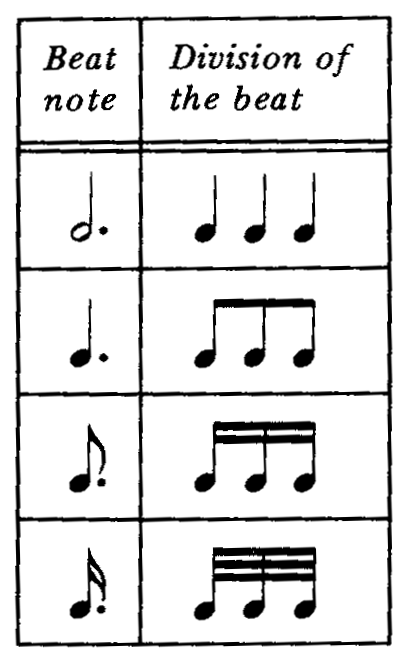 Beat
note
Division of
the beat